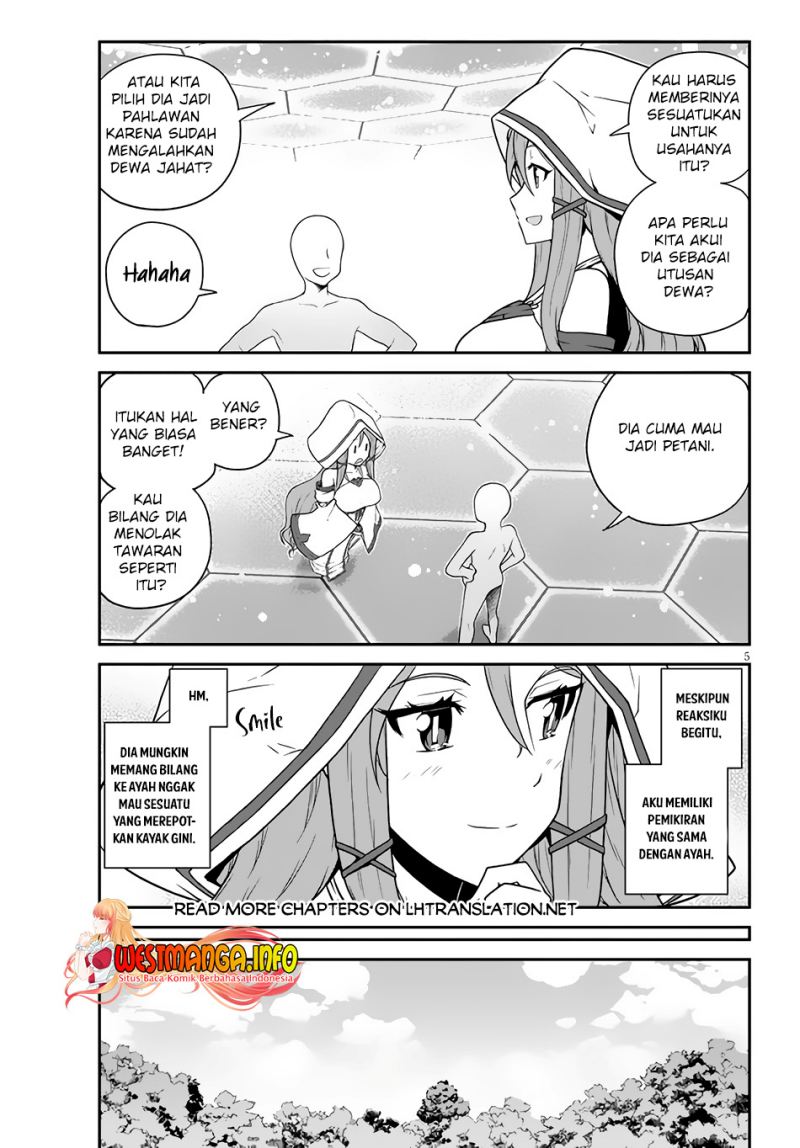 KAU HARUS
MEMBERINYA
SESUATUKAN
UNTUK
USAHANYA
ITU?
APA PERLU
KITA AKUI
DIA SEBAGAI
UTUSAN
DEWA?
ATAU KITA
PILIH DIA JADI
PAHLAWAN
KARENA SUDAH
MENGALAHKAN
DEWA JAHAT?
Hahaha
DIA CUMA MAU
JADI PETANI.
YANG
BENER?
ITUKAN HAL
YANG BIASA
BANGET!
KAU
BILANG DIA
MENOLAK
TAWARAN
SEPERTI
ITU?
5
MESKIPUN
REAKSIKU
BEGITU,
AKU MEMILIKI
PEMIKIRAN
YANG SAMA
DENGAN AYAH.
HM,
Smile
DIA MUNGKIN
MEMANG BILANG
KE AYAH NGGAK
MAU SESUATU
YANG MEREPOT-
KAN KAYAK GINI.
READ MORE CHAPTERS ON LHTRANSLATION.NET
WESTMANGA.INFO
Situs Baca Komik Berbahasa Indonesia